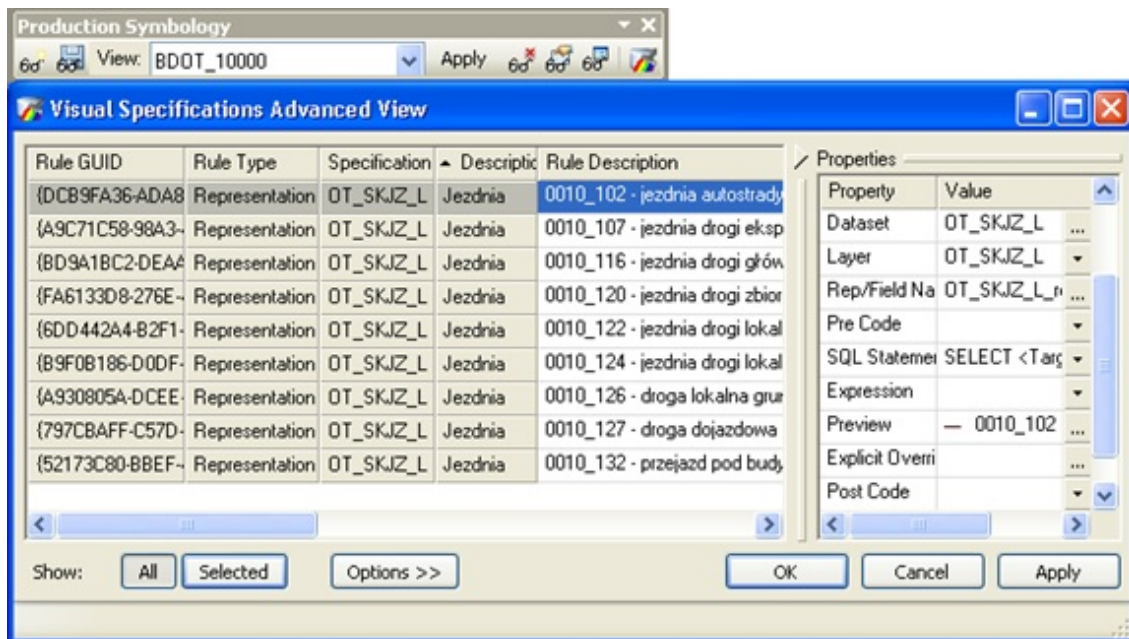 Production Symbology
View: BDOT_10000 Apply
Visual Specifications Advanced View
Rule GUID Rule Type Specification Descriptic Rule Description
{DCB9FA36-ADA8 Representation OT_SKJZ_L Jezdnia 0010_102 - jezdnia autostrady
{A9C71C58-98A3- Representation OT_SKJZ_L Jezdnia 0010_107 - jezdnia drogi eksp
{BD9A1BC2-DEAA Representation OT_SKJZ_L Jezdnia 0010_116 - jezdnia drogi głów
{FA6133D8-276E- Representation OT_SKJZ_L Jezdnia 0010_120 - jezdnia drogi zbior
{6DD442A4-B2F1- Representation OT_SKJZ_L Jezdnia 0010_122 - jezdnia drogi lokal
{B9F0B186-D0DF- Representation OT_SKJZ_L Jezdnia 0010_124 - jezdnia drogi lokal
{A930805A-DCEE- Representation OT_SKJZ_L Jezdnia 0010_126 - droga lokalna grun
{797CBAFF-C57D- Representation OT_SKJZ_L Jezdnia 0010_127 - droga dojazdowa
{52173C80-BBEF- Representation OT_SKJZ_L Jezdnia 0010_132 - przejazd pod budy
Properties
Property Value
Dataset OT_SKJZ_L ...
Layer OT_SKJZ_L
Rep/Field Na OT_SKJZ_L_r ...
Pre Code
SQL Statemen SELECT <Targ
Expression
Preview 0010_102 ...
Explicit Overri ...
Post Code
Show: All Selected Options >> OK Cancel Apply